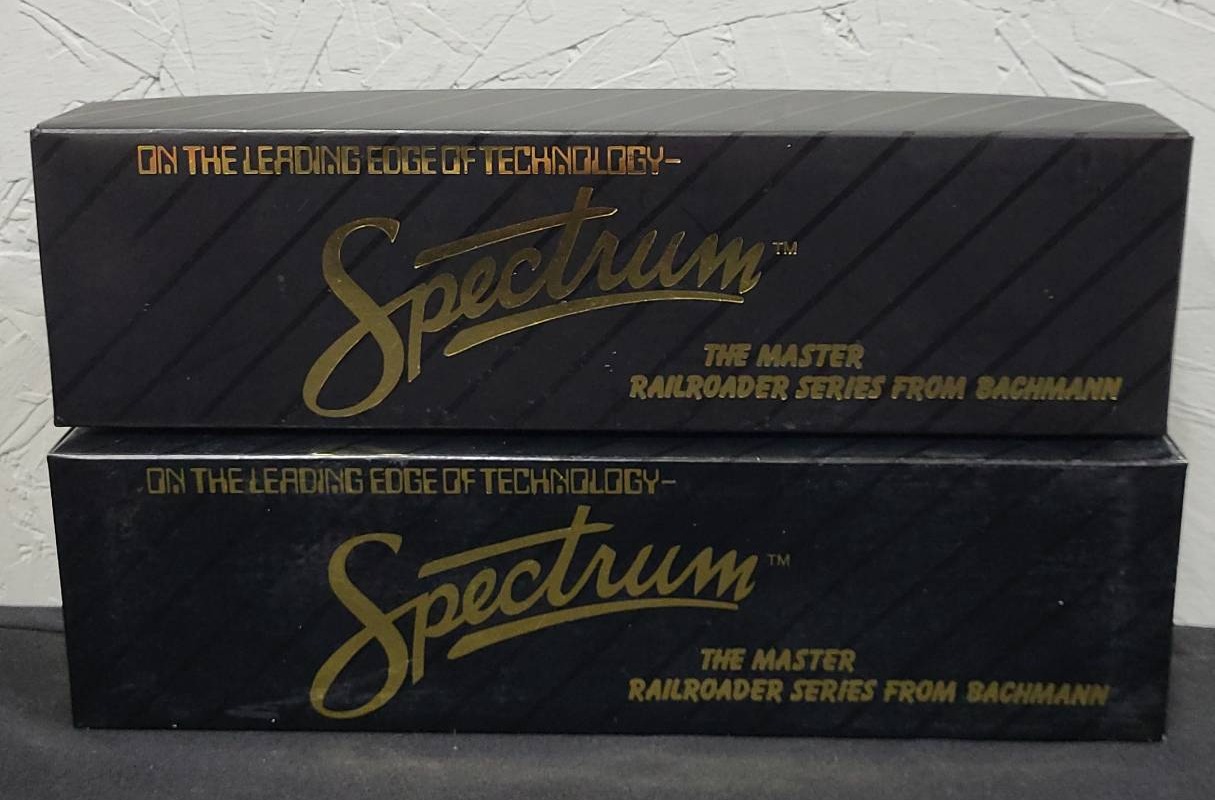 ON THE LEADING EDGE OF TECHNOLOGY-
Spectrum™
THE MASTER
RAILROADER SERIES FROM BACHMANN
ON THE LEADING EDGE OF TECHNOLOGY-
Spectrum™
THE MASTER
RAILROADER SERIES FROM BACHMANN